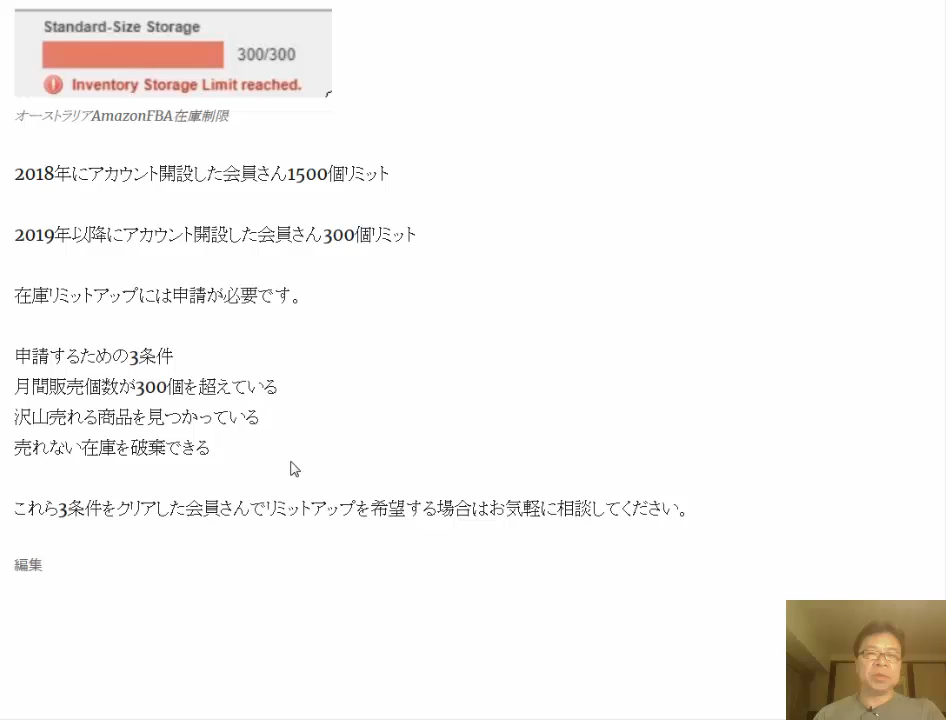 Standard-Size Storage
300/300
Inventory Storage Limit reached.
オーストラリアAmazonFBA在庫制限
2018年にアカウント開設した会員さん1500個リミット
2019年以降にアカウント開設した会員さん300個リミット
在庫リミットアップには申請が必要です。
申請するための3条件
月間販売個数が300個を超えている
沢山売れる商品を見つかっている
売れない在庫を破棄できる
これら3条件をクリアした会員さんでリミットアップを希望する場合はお気軽に相談してください。
編集